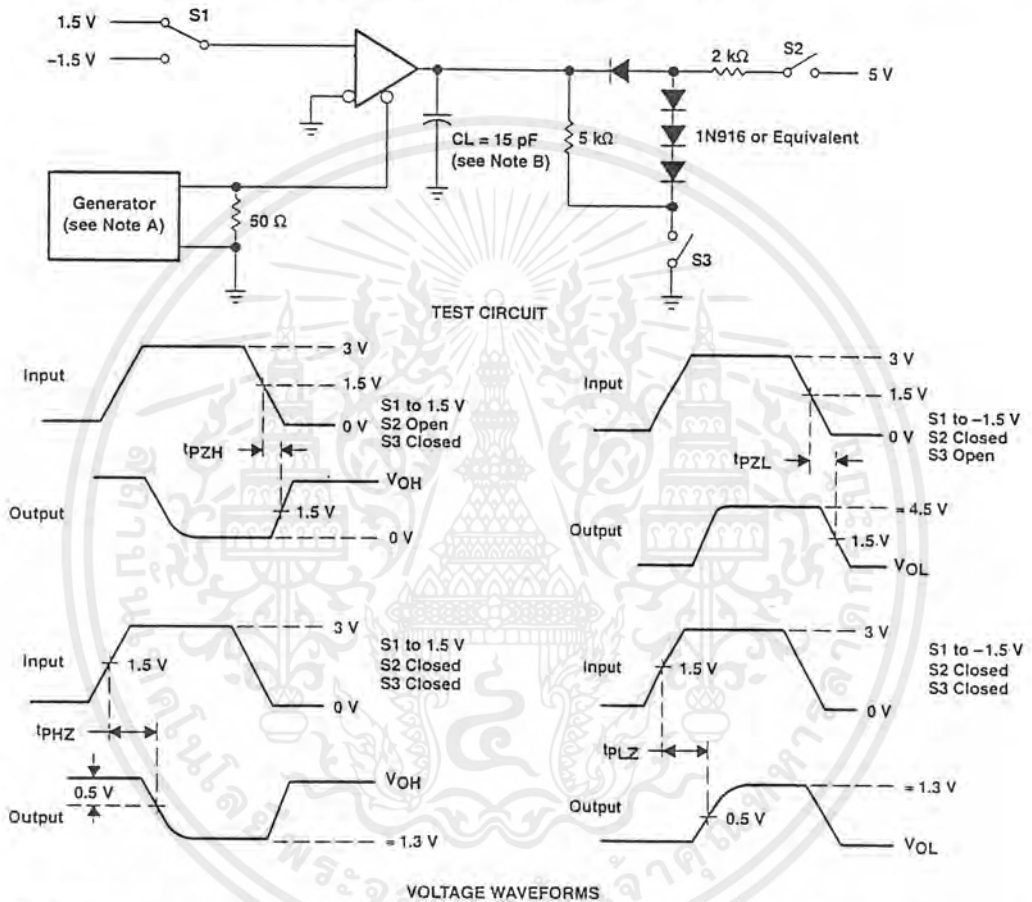 1.5 V
S1
−1.5 V
2 kΩ
S2
5 V
1N916 or Equivalent
5 kΩ
CL = 15 pF
(see Note B)
Generator
(see Note A)
50 Ω
S3
TEST CIRCUIT
Input
3 V
1.5 V
0 V
S1 to 1.5 V
S2 Open
S3 Closed
tPZH
Output
VOH
1.5 V
0 V
Input
3 V
1.5 V
0 V
S1 to −1.5 V
S2 Closed
S3 Open
tPZL
Output
≈ 4.5 V
1.5 V
VOL
Input
3 V
1.5 V
0 V
S1 to 1.5 V
S2 Closed
S3 Closed
tPHZ
0.5 V
Output
VOH
≈ 1.3 V
Input
3 V
1.5 V
0 V
S1 to −1.5 V
S2 Closed
S3 Closed
tPLZ
Output
≈ 1.3 V
0.5 V
VOL
VOLTAGE WAVEFORMS